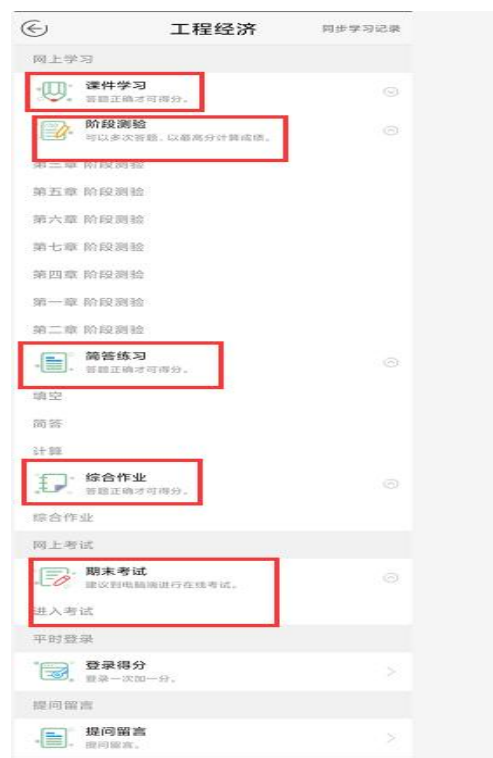 工程经济
同步学习记录
网上学习
课件学习
答题正确才可得分。
阶段测验
可以多次答题，以最高分计算成绩。
第三章 阶段测验
第五章 阶段测验
第六章 阶段测验
第七章 阶段测验
第四章 阶段测验
第一章 阶段测验
第二章 阶段测验
简答练习
答题正确才可得分。
填空
简答
计算
综合作业
答题正确才可得分。
综合作业
网上考试
期末考试
建议到电脑端进行在线考试。
进入考试
平时登录
登录得分
登录一次加一分。
提问留言
提问留言
提问留言。